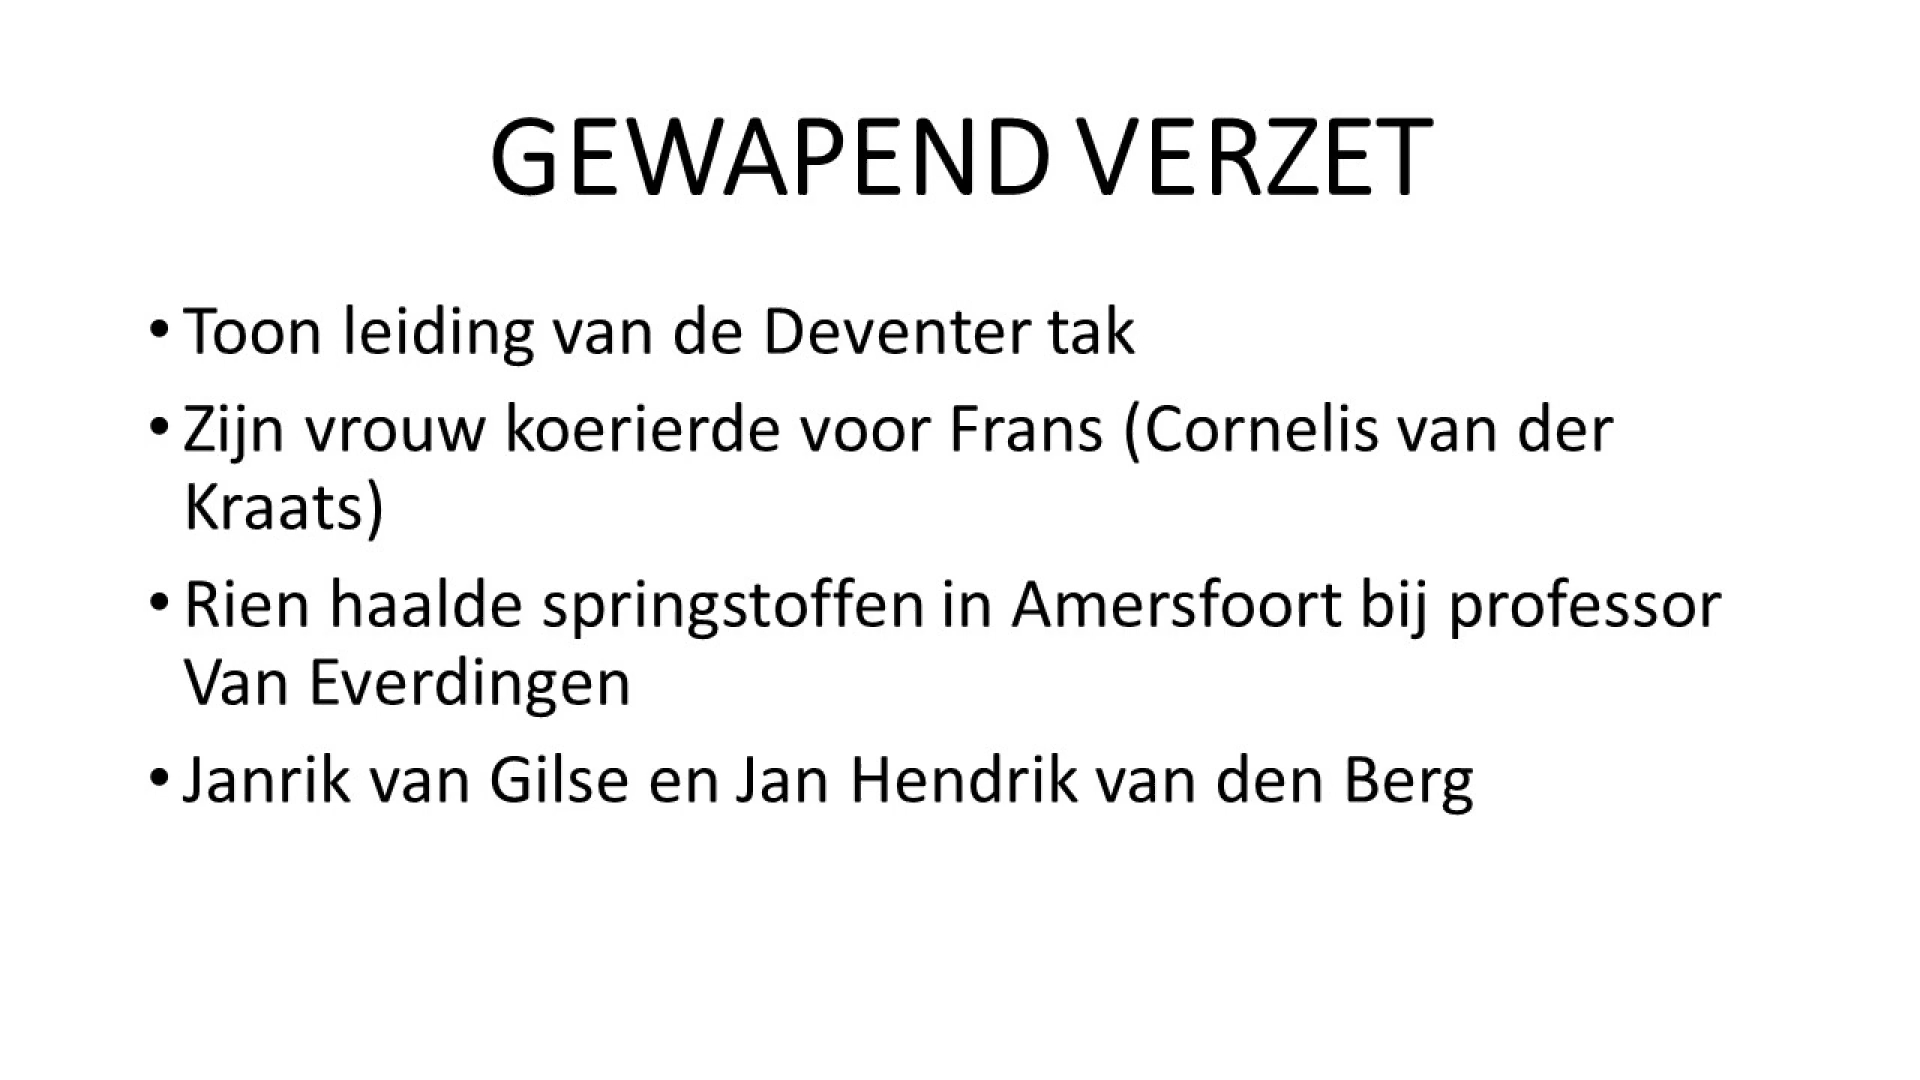 GEWAPEND VERZET
• Toon leiding van de Deventer tak
• Zijn vrouw koerierde voor Frans (Cornelis van der
Kraats)
• Rien haalde springstoffen in Amersfoort bij professor
Van Everdingen
• Janrik van Gilse en Jan Hendrik van den Berg